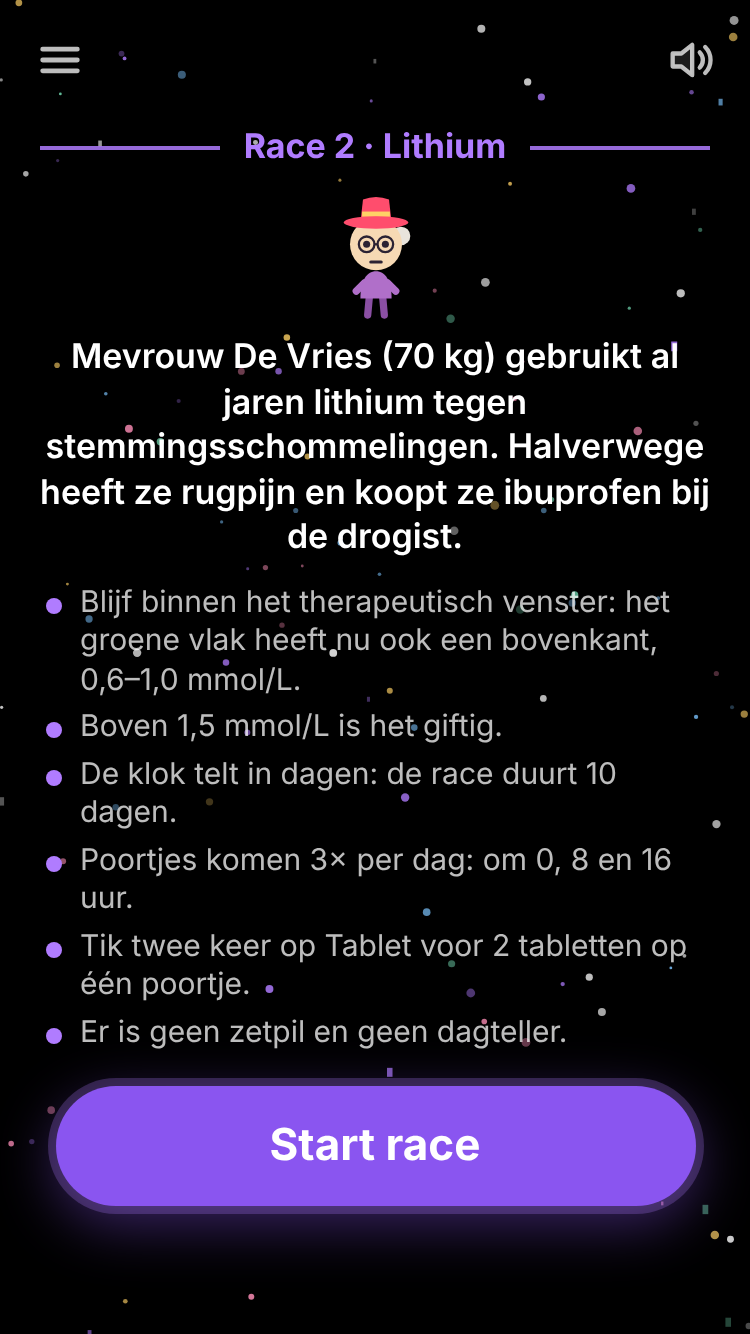 Race 2 · Lithium
Mevrouw De Vries (70 kg) gebruikt al
jaren lithium tegen
stemmingsschommelingen. Halverwege
heeft ze rugpijn en koopt ze ibuprofen bij
de drogist.
Blijf binnen het therapeutisch venster: het
groene vlak heeft nu ook een bovenkant,
0,6–1,0 mmol/L.
Boven 1,5 mmol/L is het giftig.
De klok telt in dagen: de race duurt 10
dagen.
Poortjes komen 3× per dag: om 0, 8 en 16
uur.
Tik twee keer op Tablet voor 2 tabletten op
één poortje.
Er is geen zetpil en geen dagteller.
Start race